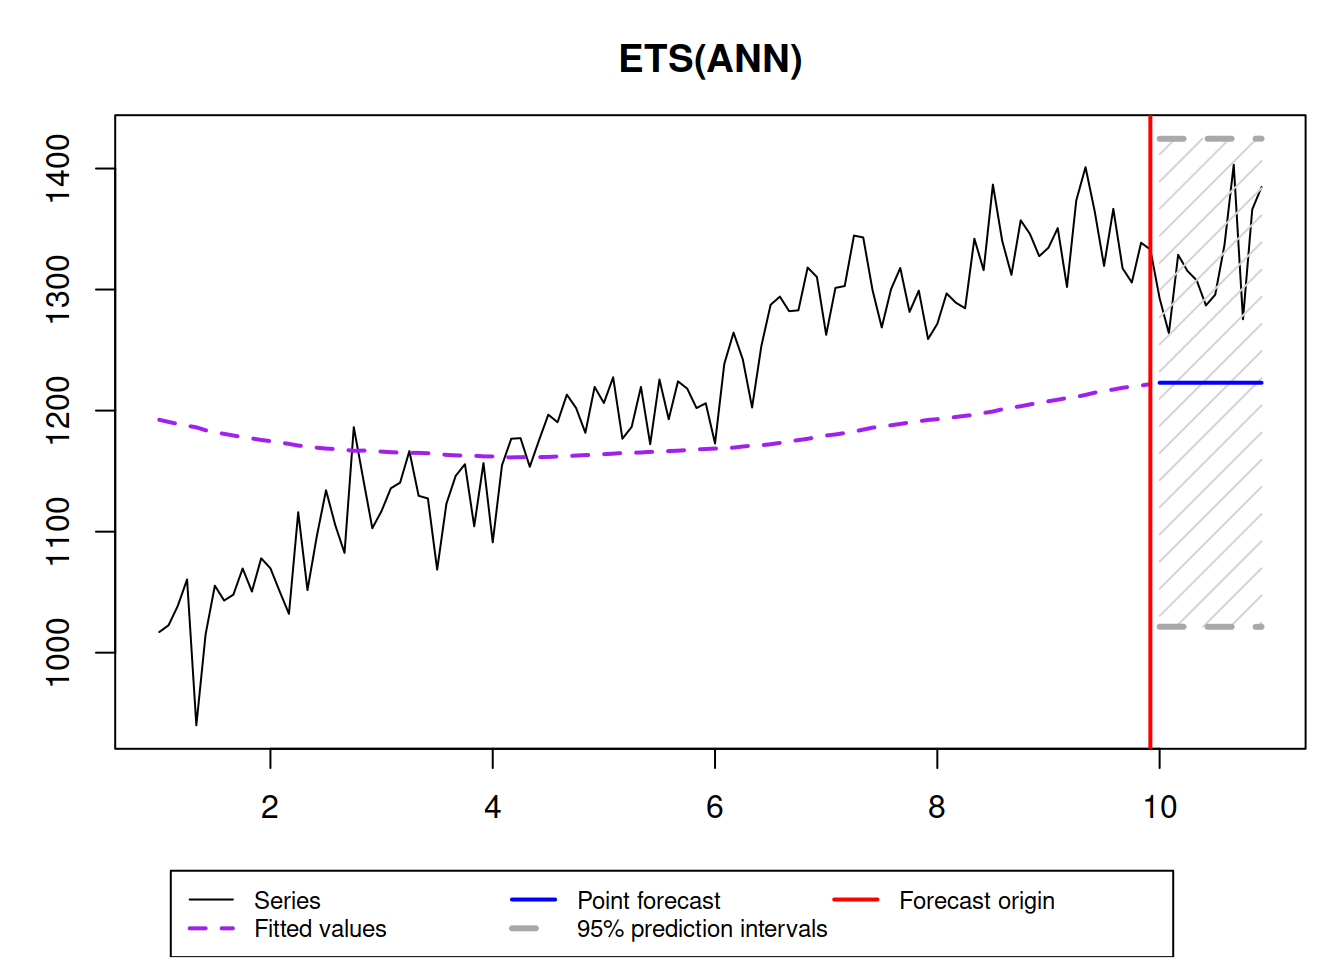 ETS(ANN)
1400
1300
1200
1100
1000
2 4 6 8 10
Series Point forecast Forecast origin
Fitted values 95% prediction intervals